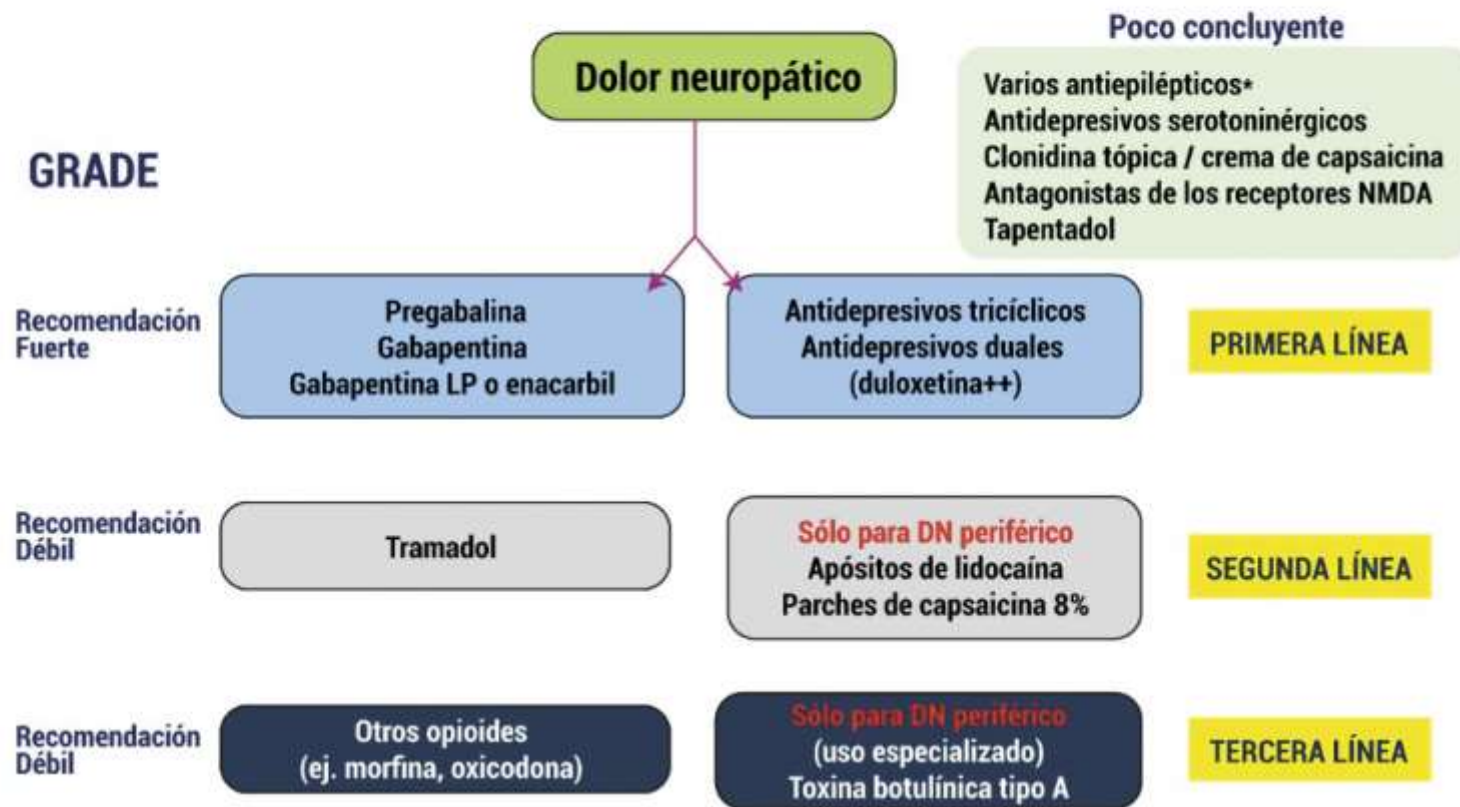 Poco concluyente
Dolor neuropático
Varios antiepilépticos*
Antidepresivos serotoninérgicos
Clonidina tópica / crema de capsaicina
Antagonistas de los receptores NMDA
Tapentadol
GRADE
Recomendación
Fuerte
Pregabalina
Gabapentina
Gabapentina LP o enacarbil
Antidepresivos tricíclicos
Antidepresivos duales
(duloxetina++)
PRIMERA LÍNEA
Recomendación
Débil
Tramadol
Sólo para DN periférico
Apósitos de lidocaína
Parches de capsaicina 8%
SEGUNDA LÍNEA
Recomendación
Débil
Otros opioides
(ej. morfina, oxicodona)
Sólo para DN periférico
(uso especializado)
Toxina botulínica tipo A
TERCERA LÍNEA